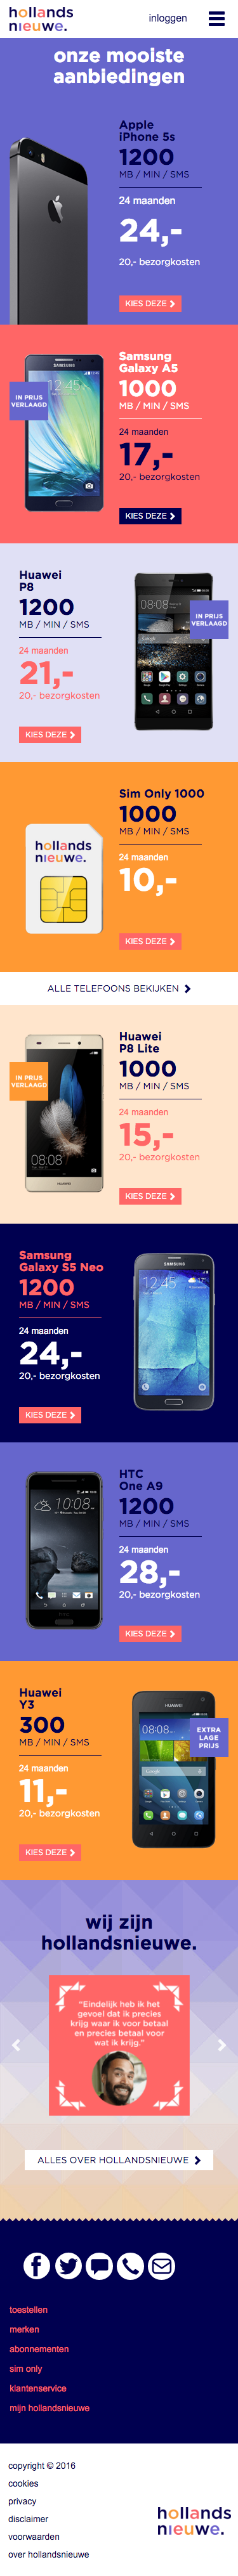 hollands
nieuwe.
inloggen
onze mooiste
aanbiedingen
Apple
iPhone 5s
1200
MB / MIN / SMS
24 maanden
24,-
20,- bezorgkosten
KIES DEZE
Samsung
Galaxy A5
1000
MB / MIN / SMS
IN PRIJS
VERLAAGD
24 maanden
17,-
20,- bezorgkosten
KIES DEZE
Huawei
P8
1200
MB / MIN / SMS
IN PRIJS
VERLAAGD
24 maanden
21,-
20,- bezorgkosten
KIES DEZE
Sim Only 1000
1000
MB / MIN / SMS
hollands
nieuwe.
24 maanden
10,-
KIES DEZE
ALLE TELEFOONS BEKIJKEN
Huawei
P8 Lite
1000
MB / MIN / SMS
IN PRIJS
VERLAAGD
24 maanden
15,-
20,- bezorgkosten
08:08
HUAWEI
KIES DEZE
Samsung
Galaxy S5 Neo
1200
MB / MIN / SMS
24 maanden
24,-
20,- bezorgkosten
KIES DEZE
HTC
One A9
1200
MB / MIN / SMS
10:08
24 maanden
28,-
20,- bezorgkosten
KIES DEZE
Huawei
Y3
300
MB / MIN / SMS
HUAWEI
08:08
EXTRA
LAGE
PRIJS
24 maanden
11,-
20,- bezorgkosten
KIES DEZE
wij zijn
hollandsnieuwe.
"Eindelijk heb ik het
gevoel dat ik precies
krijg waar ik voor betaal
en precies betaal voor
wat ik krijg."
ALLES OVER HOLLANDSNIEUWE
toestellen
merken
abonnementen
sim only
klantenservice
mijn hollandsnieuwe
copyright © 2016
cookies
privacy
disclaimer
voorwaarden
over hollandsnieuwe
hollands
nieuwe.